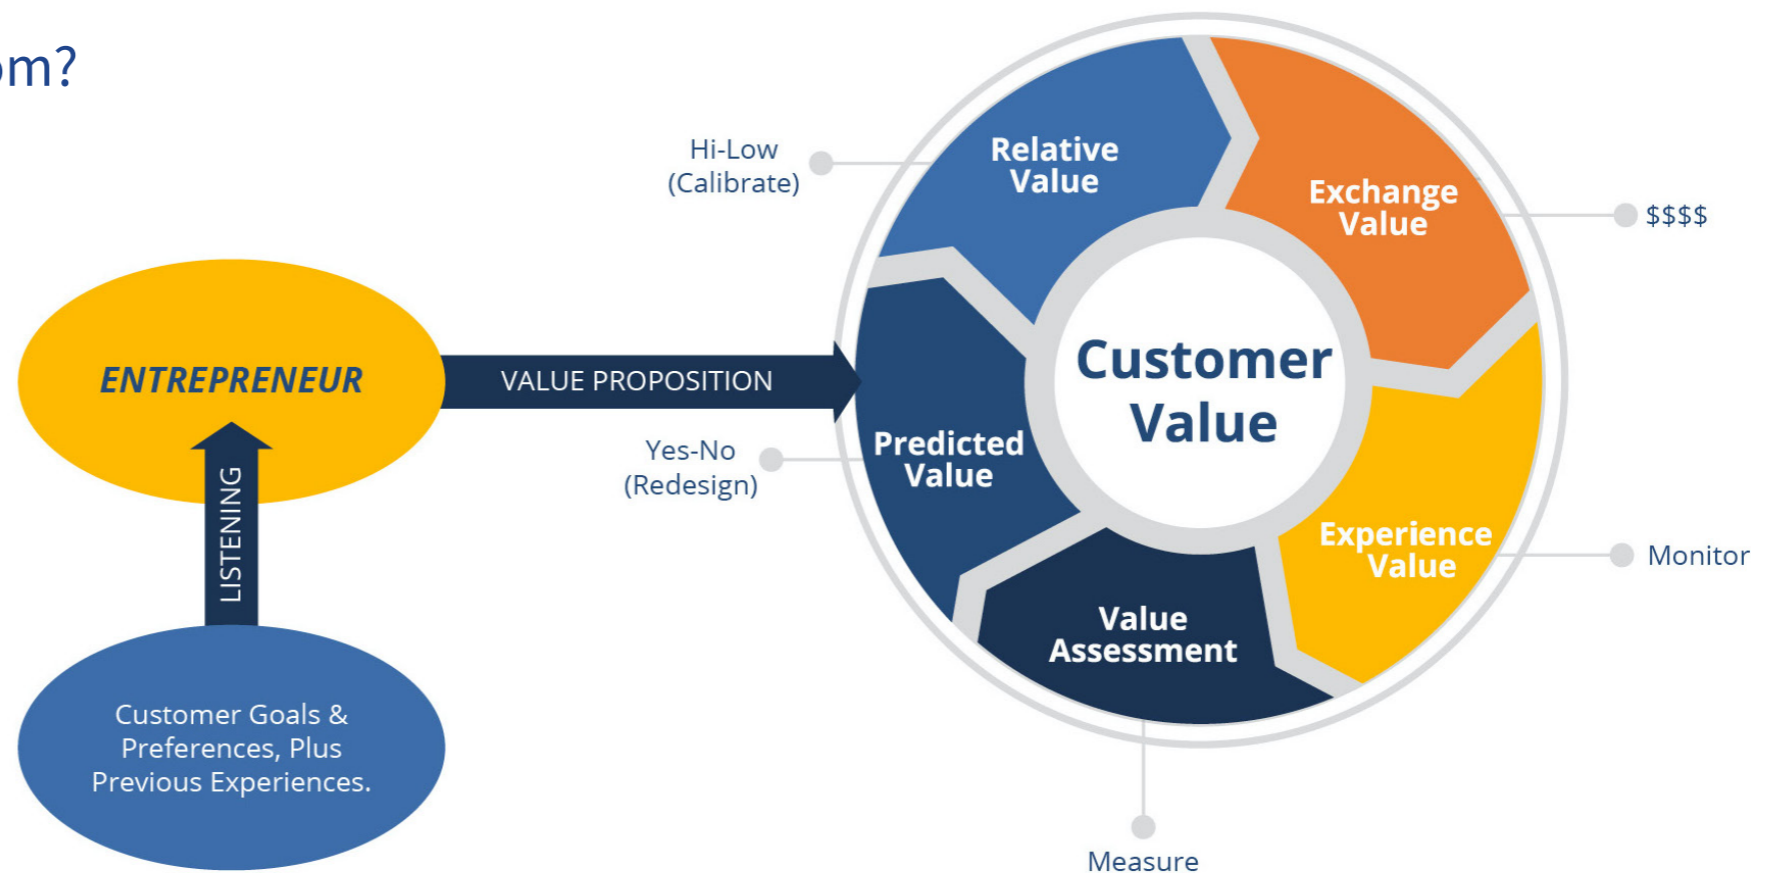 om?
Hi-Low
(Calibrate)
Relative
Value
Exchange
Value
$$$$
ENTREPRENEUR
VALUE PROPOSITION
Customer
Value
Yes-No
(Redesign)
Predicted
Value
LISTENING
Experience
Value
Monitor
Value
Assessment
Customer Goals &
Preferences, Plus
Previous Experiences.
Measure